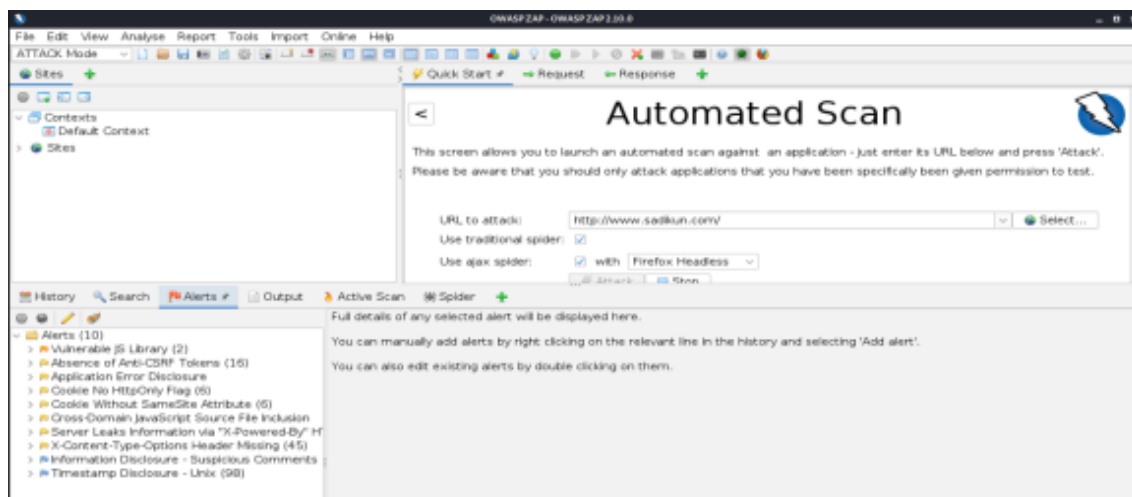 OWASP ZAP - OWASP ZAP 2.10.0
File Edit View Analyse Report Tools Import Online Help
ATTACK Mode
Sites
Quick Start
Request
Response
Contexts
Default Context
Sites
<
Automated Scan
This screen allows you to launch an automated scan against an application - just enter its URL below and press 'Attack'.
Please be aware that you should only attack applications that you have been specifically been given permission to test.
URL to attack: http://www.sadikun.com/ Select...
Use traditional spider:
Use ajax spider: with Firefox Headless
Attack Stop
History Search Alerts Output Active Scan Spider
Alerts (10)
Vulnerable JS Library (2)
Absence of Anti-CSRF Tokens (16)
Application Error Disclosure
Cookie No HttpOnly Flag (6)
Cookie Without SameSite Attribute (6)
Cross-Domain JavaScript Source File Inclusion
Server Leaks Information via "X-Powered-By" HT
X-Content-Type-Options Header Missing (45)
Information Disclosure - Suspicious Comments
Timestamp Disclosure - Unix (98)
Full details of any selected alert will be displayed here.
You can manually add alerts by right clicking on the relevant line in the history and selecting 'Add alert'.
You can also edit existing alerts by double clicking on them.